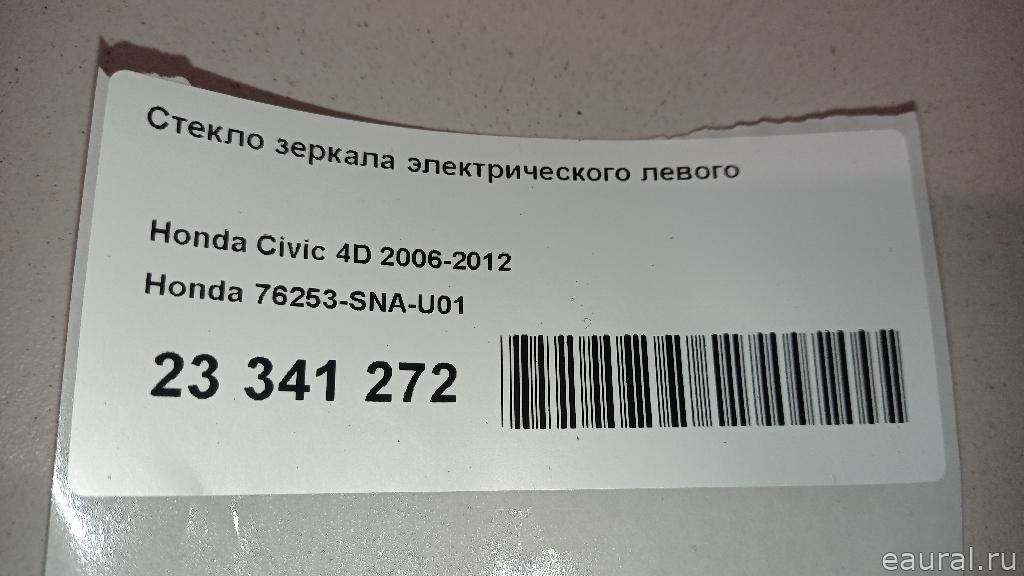 Стекло зеркала электрического левого
Honda Civic 4D 2006-2012
Honda 76253-SNA-U01
23 341 272
eaural.ru